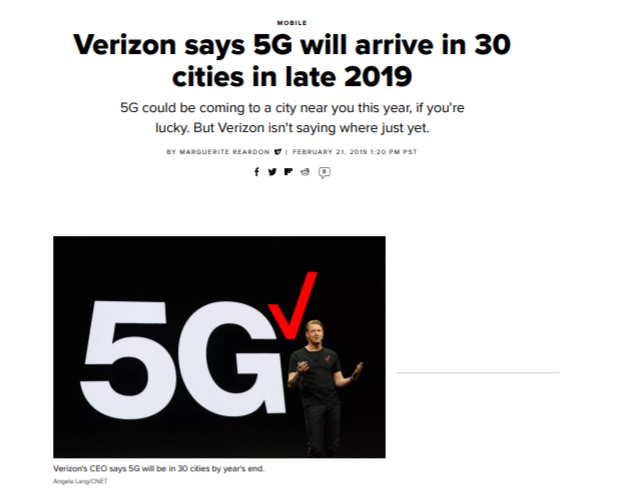 MOBILE
Verizon says 5G will arrive in 30
cities in late 2019
5G could be coming to a city near you this year, if you're
lucky. But Verizon isn't saying where just yet.
BY MARGUERITE REARDON | FEBRUARY 21, 2019 1:20 PM PST
0
5G
Verizon's CEO says 5G will be in 30 cities by year's end.
Angela Lang/CNET